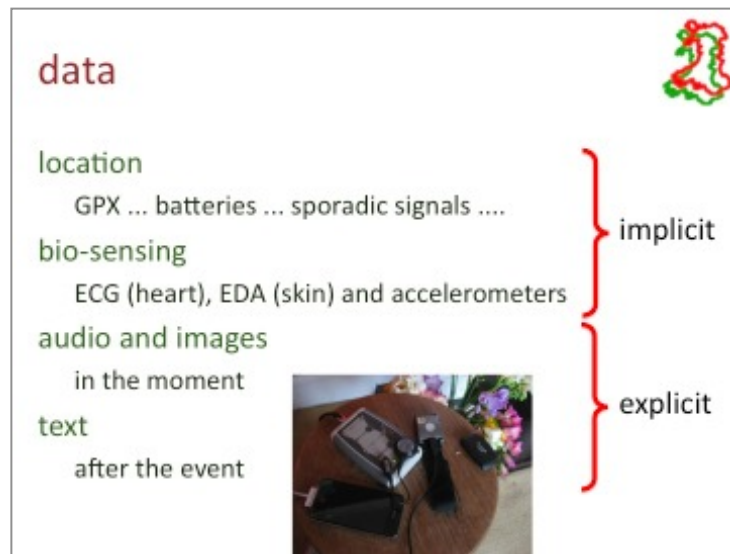 data
location
GPX ... batteries ... sporadic signals ....
bio-sensing
ECG (heart), EDA (skin) and accelerometers
implicit
audio and images
in the moment
text
after the event
explicit